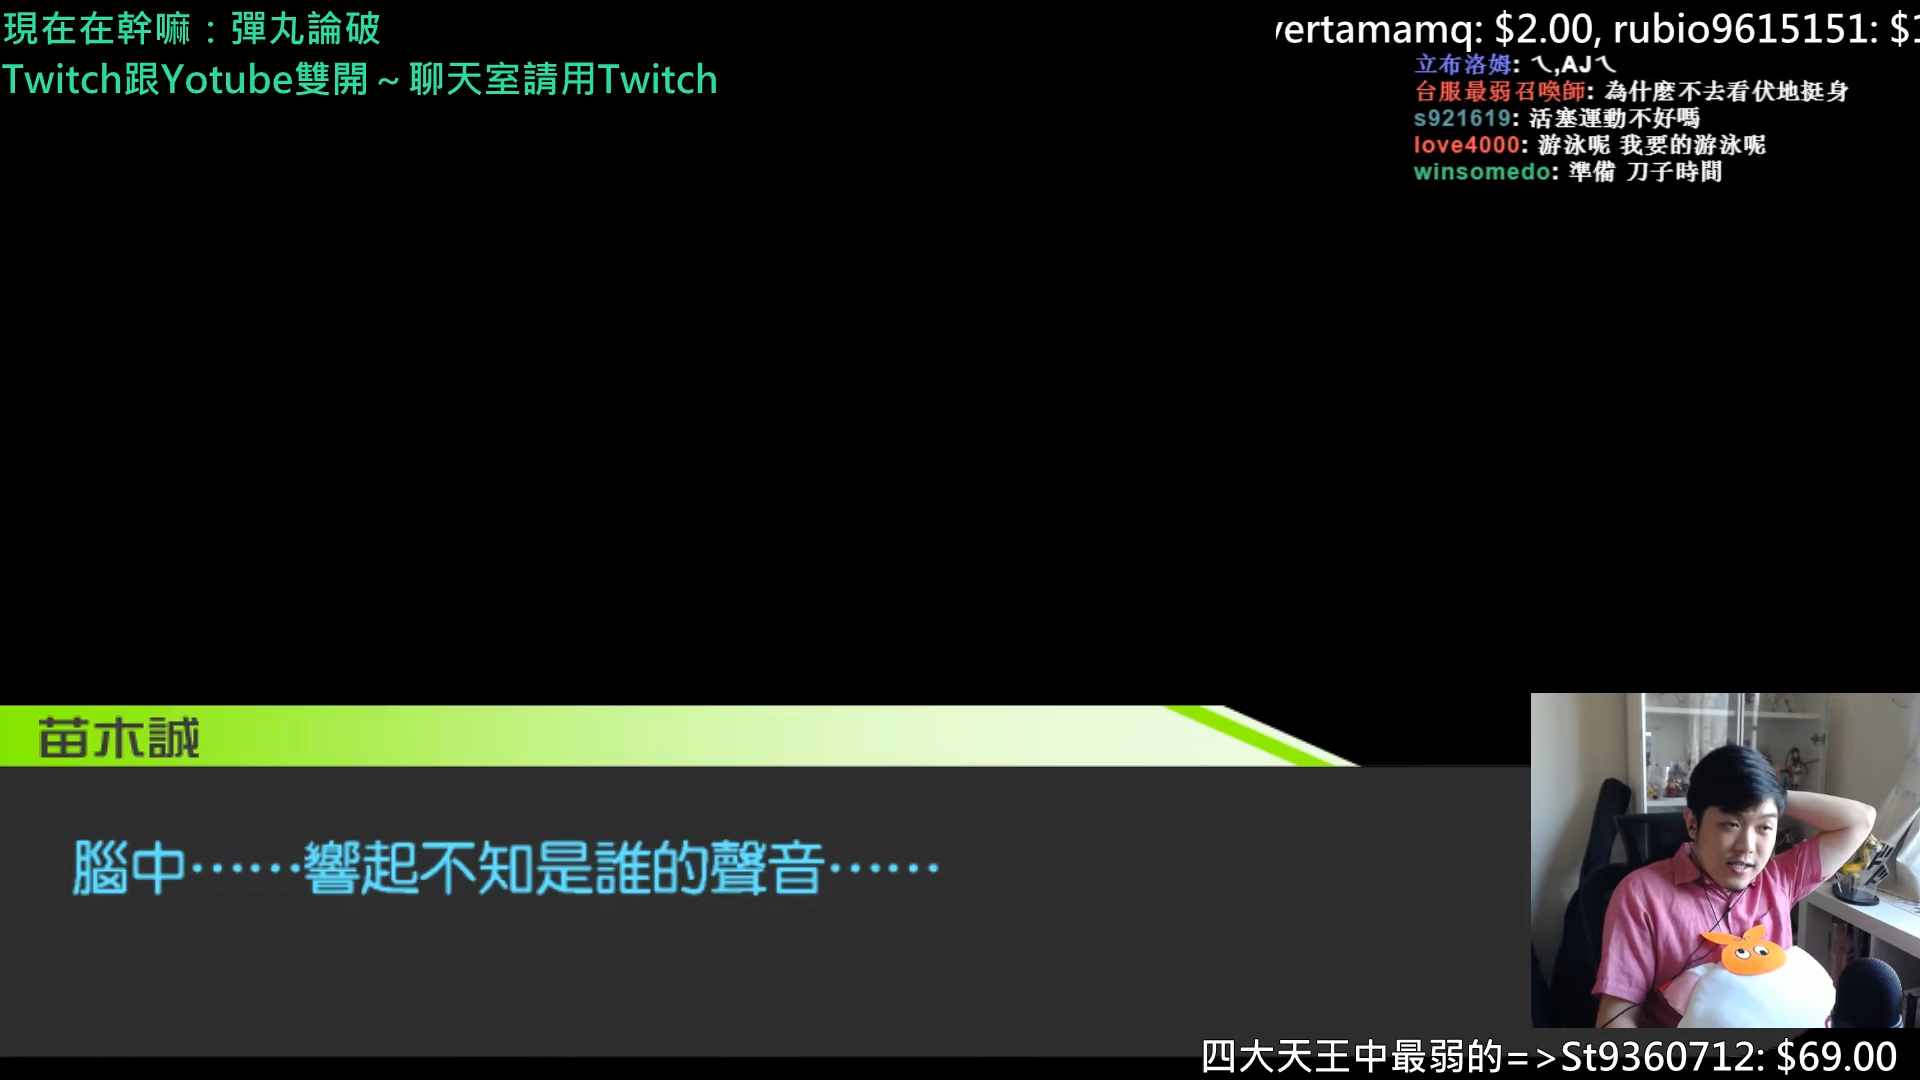 現在在幹嘛：彈丸論破
vertamamq: $2.00, rubio9615151: $1
Twitch跟Yotube雙開～聊天室請用Twitch
立布洛姆: ㄟ,AJㄟ
台服最弱召喚師: 為什麼不去看伏地挺身
s921619: 活塞運動不好嗎
love4000: 游泳呢 我要的游泳呢
winsomedo: 準備 刀子時間
苗木誠
腦中……響起不知是誰的聲音……
四大天王中最弱的=>St9360712: $69.00